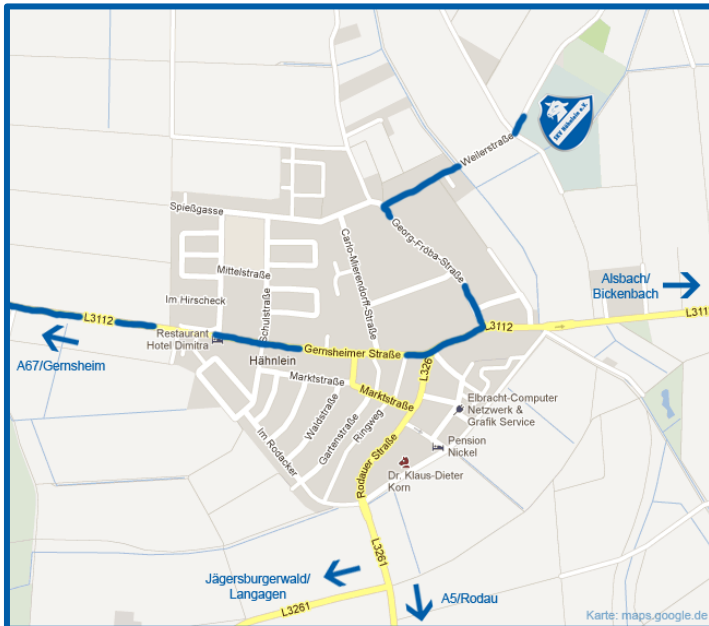 SKV Hähnlein e.V.
Weilerstraße
Spießgasse
Georg-Fröba-Straße
Carlo-Mierendorff-Straße
Mittelstraße
Alsbach/
Bickenbach
Im Hirscheck
Schulstraße
L3112
L3112
L311
Restaurant
Hotel Dimitra
Gernsheimer Straße
A67/Gernsheim
Hähnlein
L326
Marktstraße
Marktstraße
Elbracht-Computer
Netzwerk &
Grafik Service
Waldstraße
Gartenstraße
Ringweg
Im Rodacker
Rodauer Straße
Pension
Nickel
Dr. Klaus-Dieter
Korn
L3261
Jägersburgerwald/
Langagen
A5/Rodau
L3261
Karte: maps.google.de